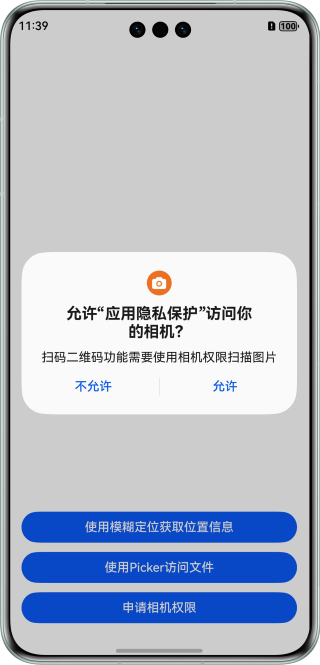 11:39
100
允许“应用隐私保护”访问你
的相机？
扫码二维码功能需要使用相机权限扫描图片
不允许
允许
使用模糊定位获取位置信息
使用Picker访问文件
申请相机权限